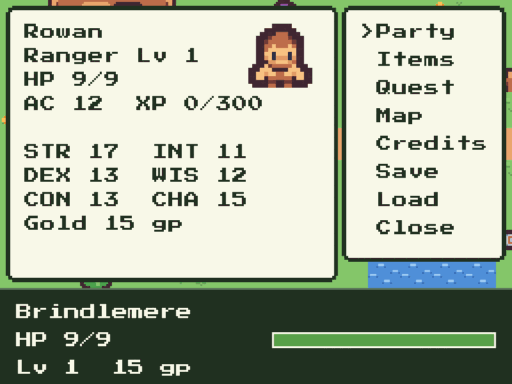 Rowan
Ranger Lv 1
HP 9/9
AC 12 XP 0/300
STR 17 INT 11
DEX 13 WIS 12
CON 13 CHA 15
Gold 15 gp
>Party
Items
Quest
Map
Credits
Save
Load
Close
Brindlemere
HP 9/9
Lv 1 15 gp